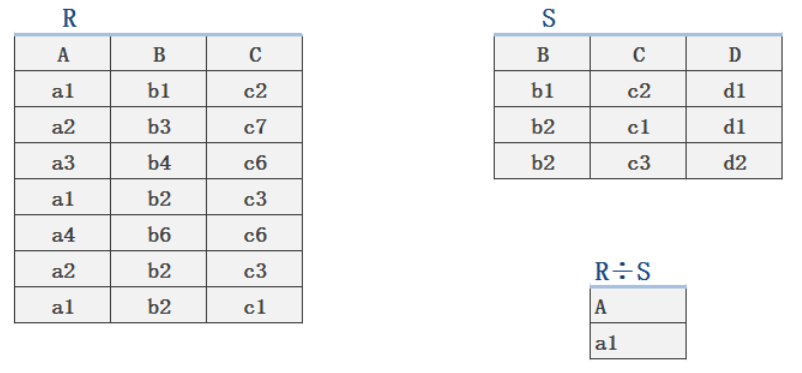 R
A B C
a1 b1 c2
a2 b3 c7
a3 b4 c6
a1 b2 c3
a4 b6 c6
a2 b2 c3
a1 b2 c1
S
B C D
b1 c2 d1
b2 c1 d1
b2 c3 d2
R÷S
A
a1